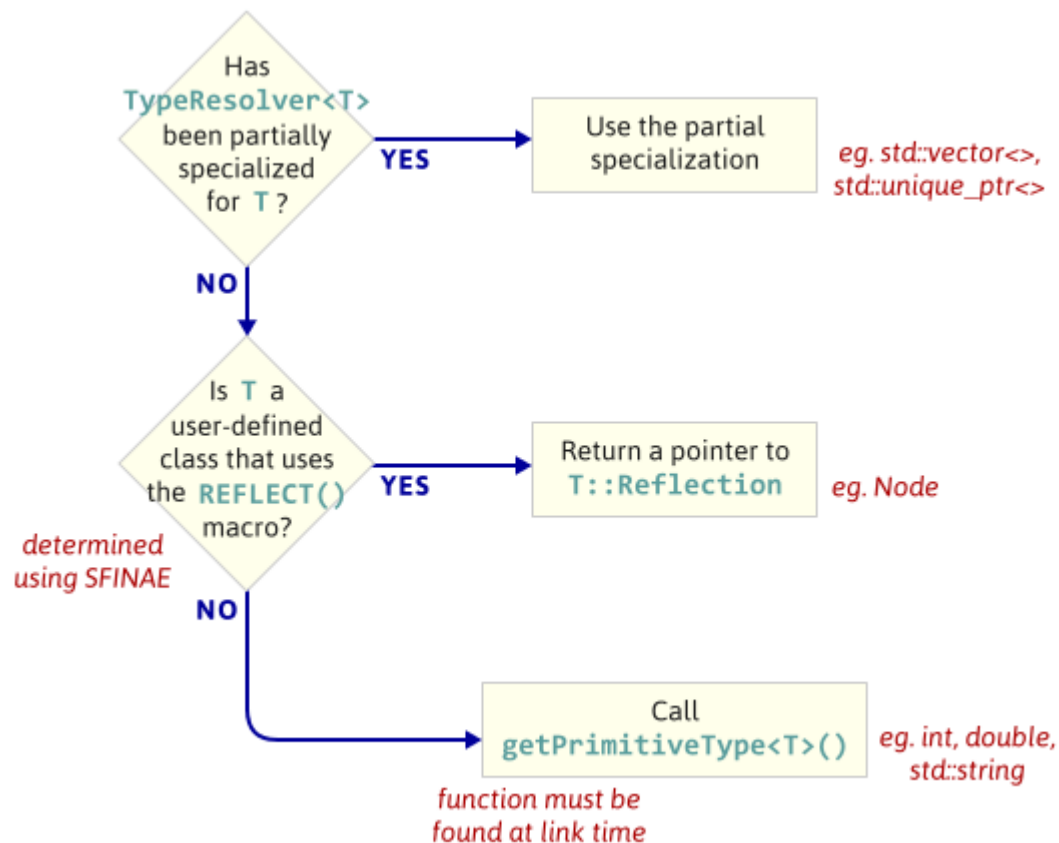 Has
TypeResolver<T>
been partially
specialized
for T ?
YES
Use the partial
specialization
eg. std::vector<>,
std::unique_ptr<>
NO
Is T a
user-defined
class that uses
the REFLECT()
macro?
determined
using SFINAE
YES
Return a pointer to
T::Reflection
eg. Node
NO
Call
getPrimitiveType<T>()
eg. int, double,
std::string
function must be
found at link time